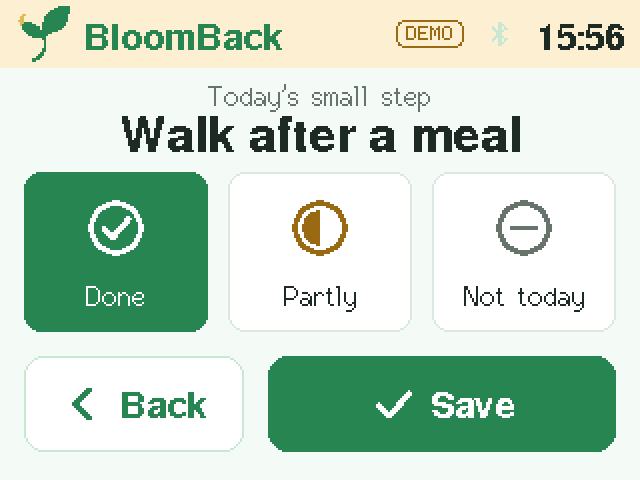 BloomBack
DEMO
15:56
Today's small step
Walk after a meal
Done
Partly
Not today
Back
Save